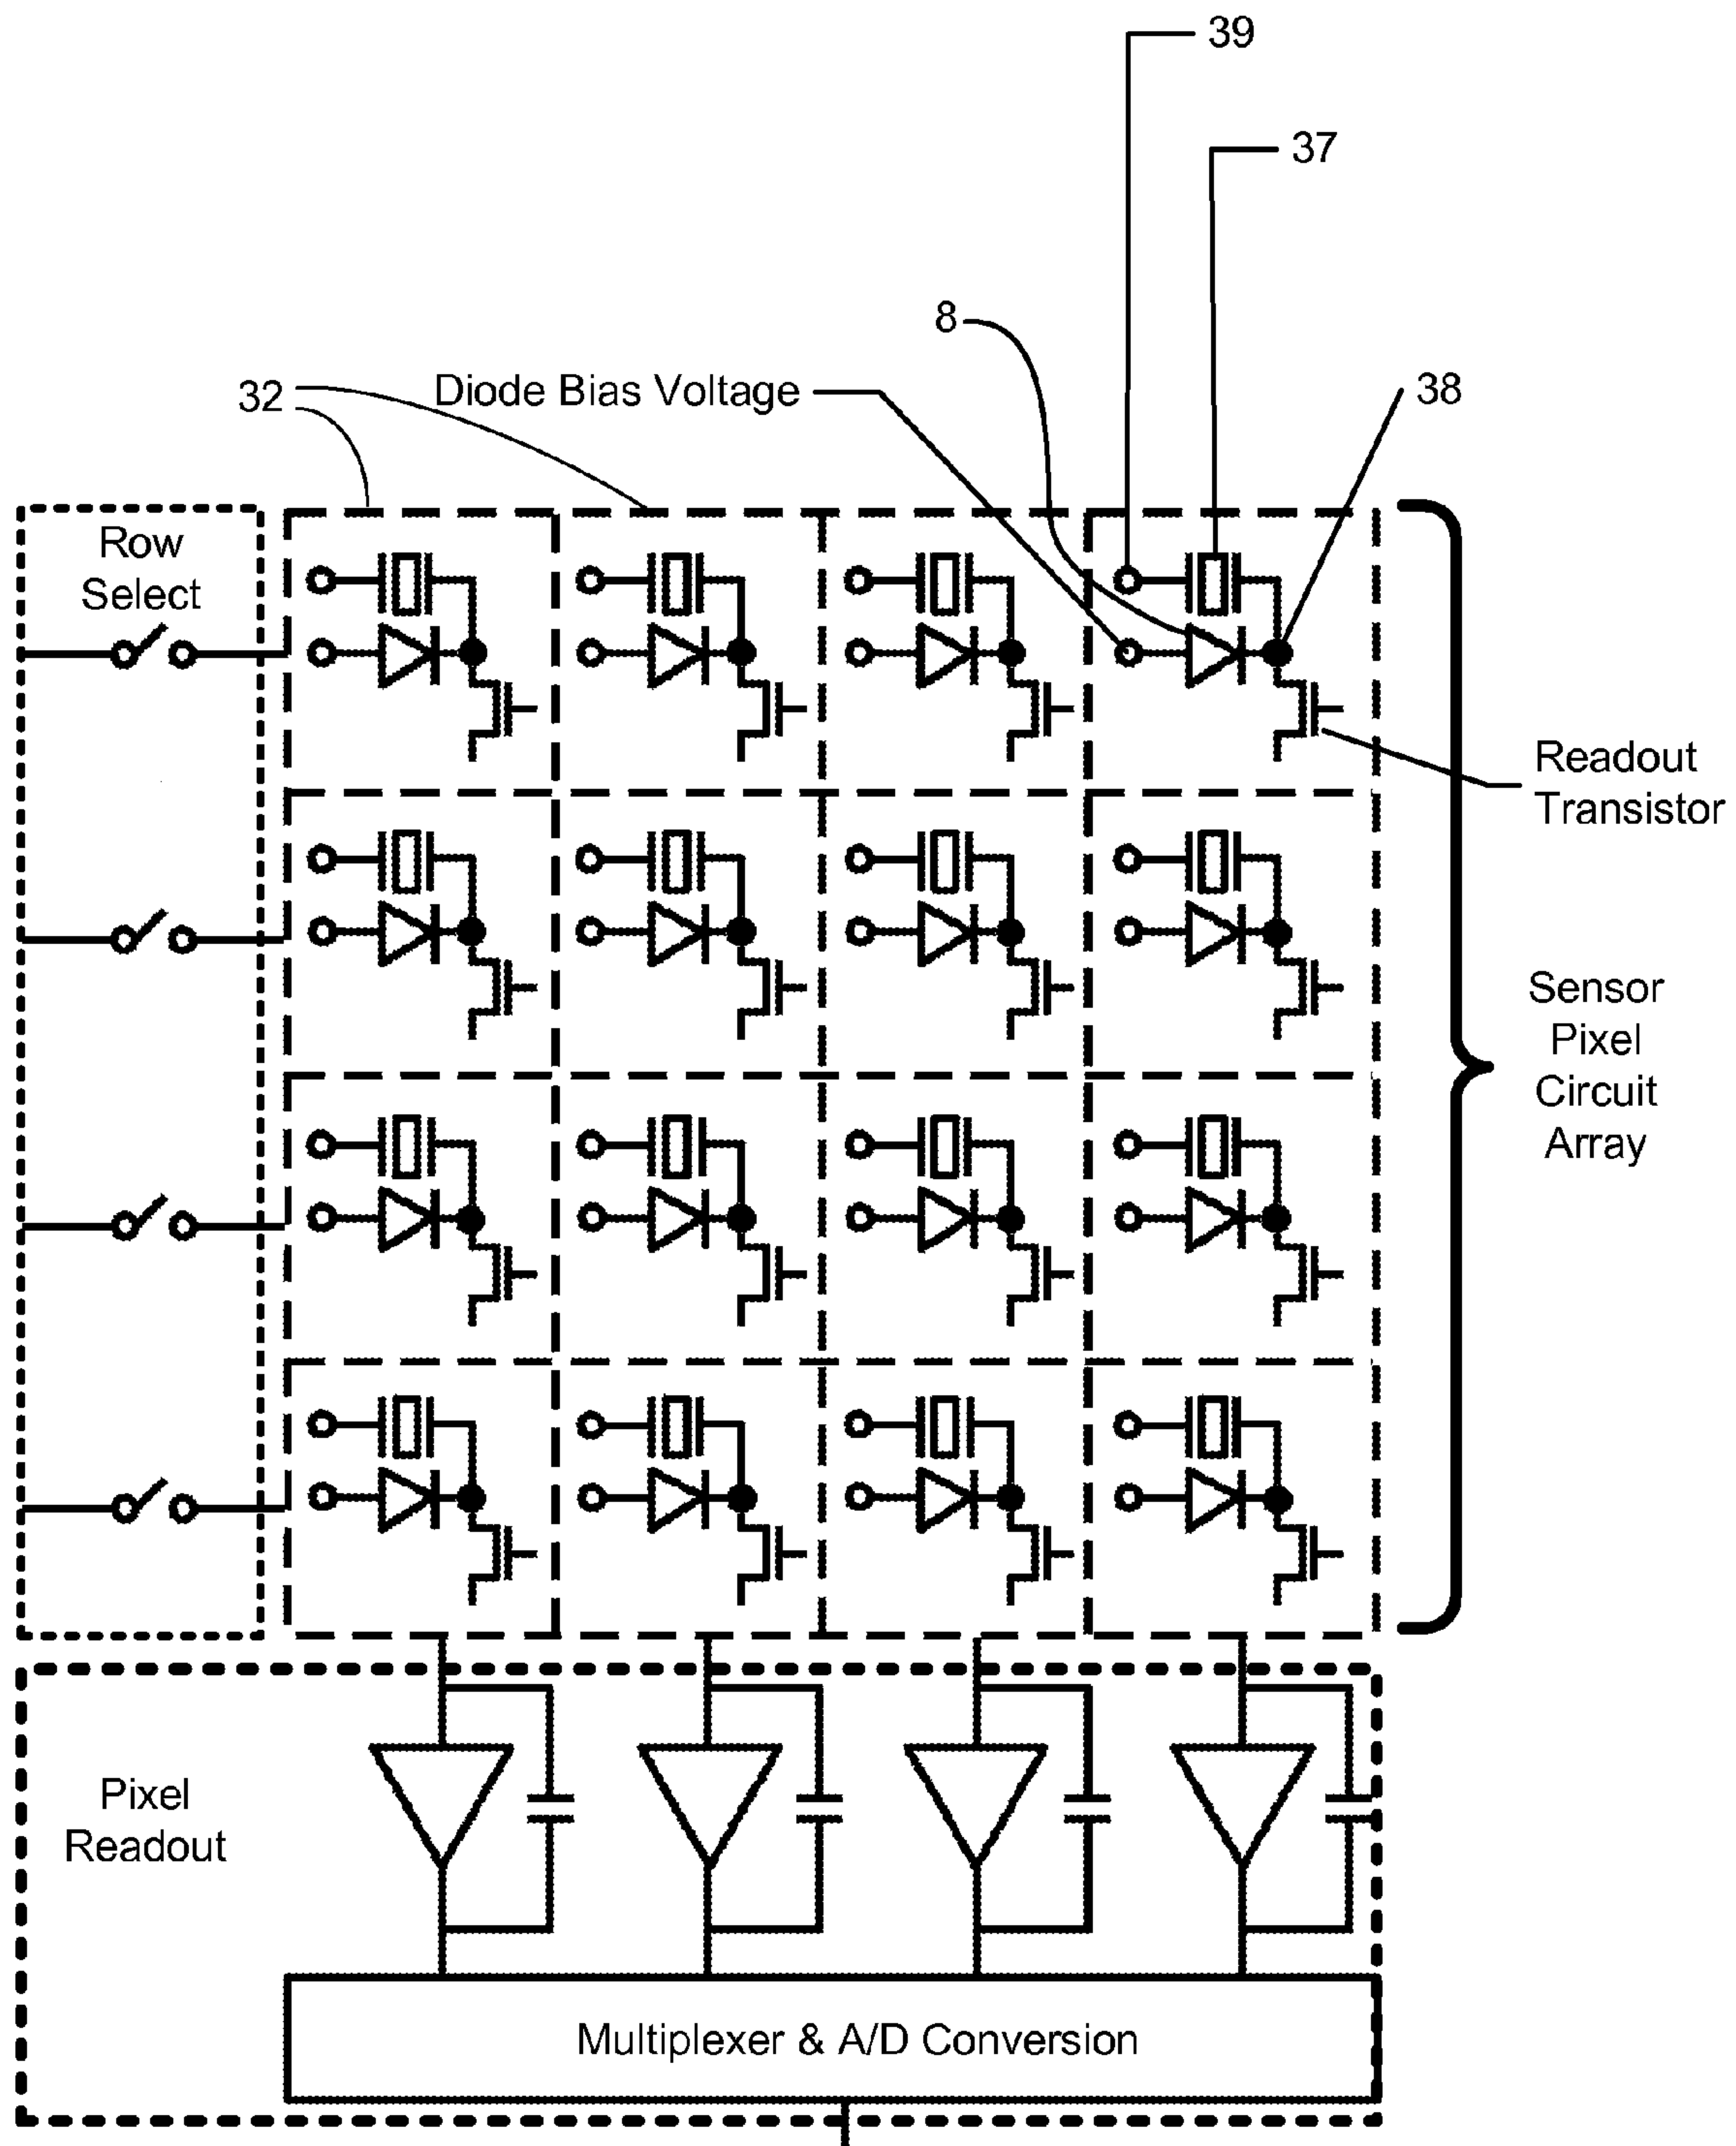 39
37
8
32
Diode Bias Voltage
38
Row
Select
Readout
Transistor
Sensor
Pixel
Circuit
Array
Pixel
Readout
Multiplexer & A/D Conversion